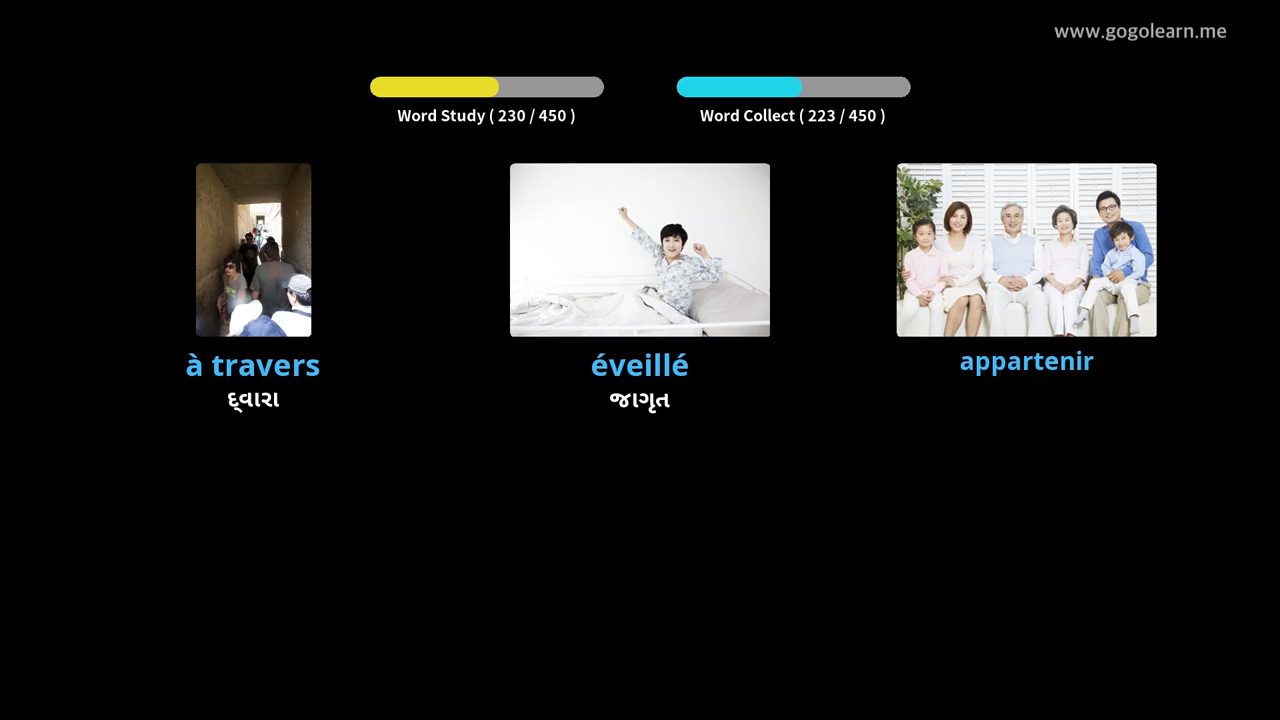 www.gogolearn.me
Word Study ( 230 / 450 )
Word Collect ( 223 / 450 )
à travers
éveillé
appartenir
દ્વારા
જાગૃત